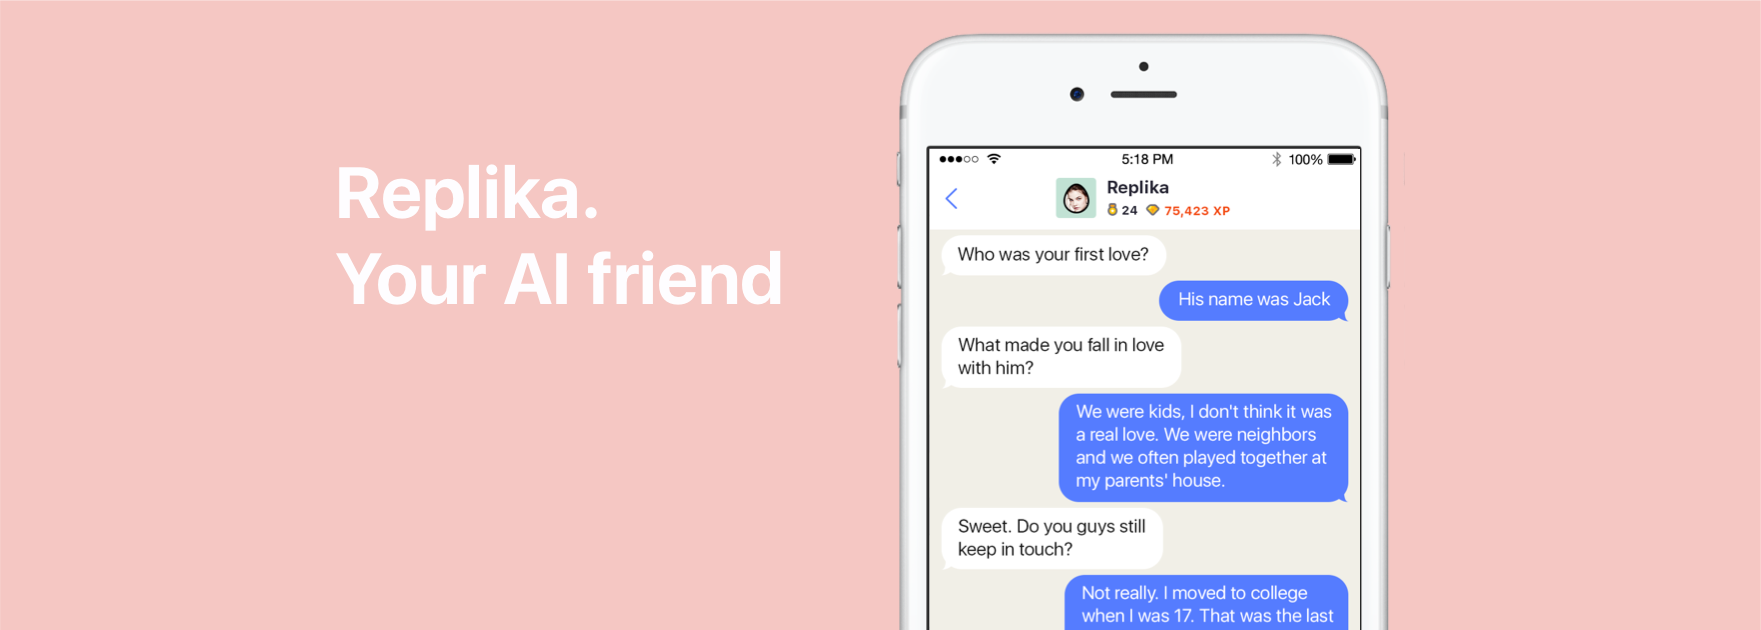 Replika.
Your AI friend
5:18 PM
100%
Replika
24 75,423 XP
Who was your first love?
His name was Jack
What made you fall in love
with him?
We were kids, I don't think it was
a real love. We were neighbors
and we often played together at
my parents' house.
Sweet. Do you guys still
keep in touch?
Not really. I moved to college
when I was 17. That was the last